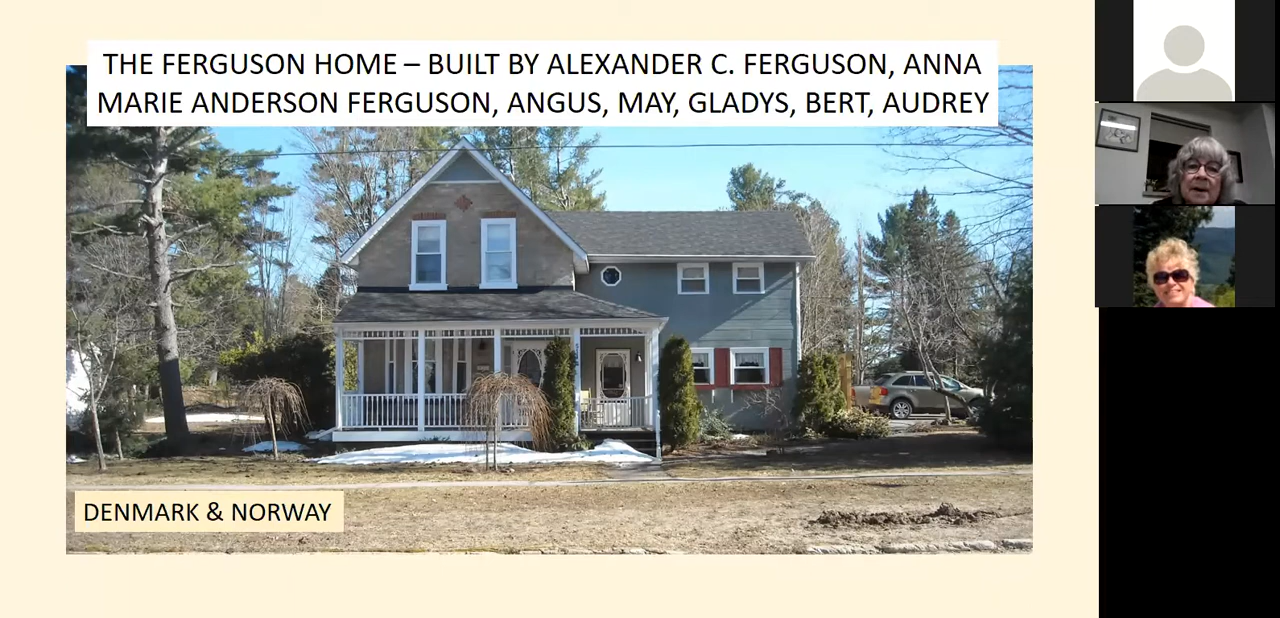 THE FERGUSON HOME – BUILT BY ALEXANDER C. FERGUSON, ANNA
MARIE ANDERSON FERGUSON, ANGUS, MAY, GLADYS, BERT, AUDREY
DENMARK & NORWAY